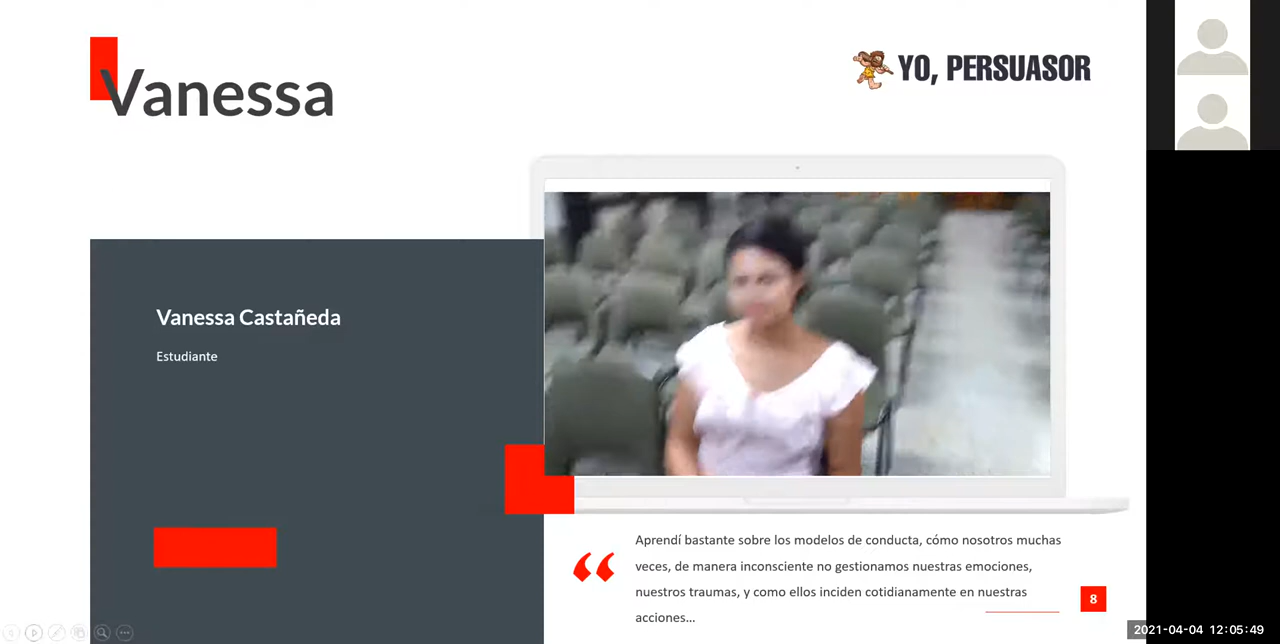 Vanessa
YO, PERSUASOR
Vanessa Castañeda
Estudiante
“
Aprendí bastante sobre los modelos de conducta, cómo nosotros muchas
veces, de manera inconsciente no gestionamos nuestras emociones,
nuestros traumas, y como ellos inciden cotidianamente en nuestras
acciones...
8
2021-04-04 12:05:49